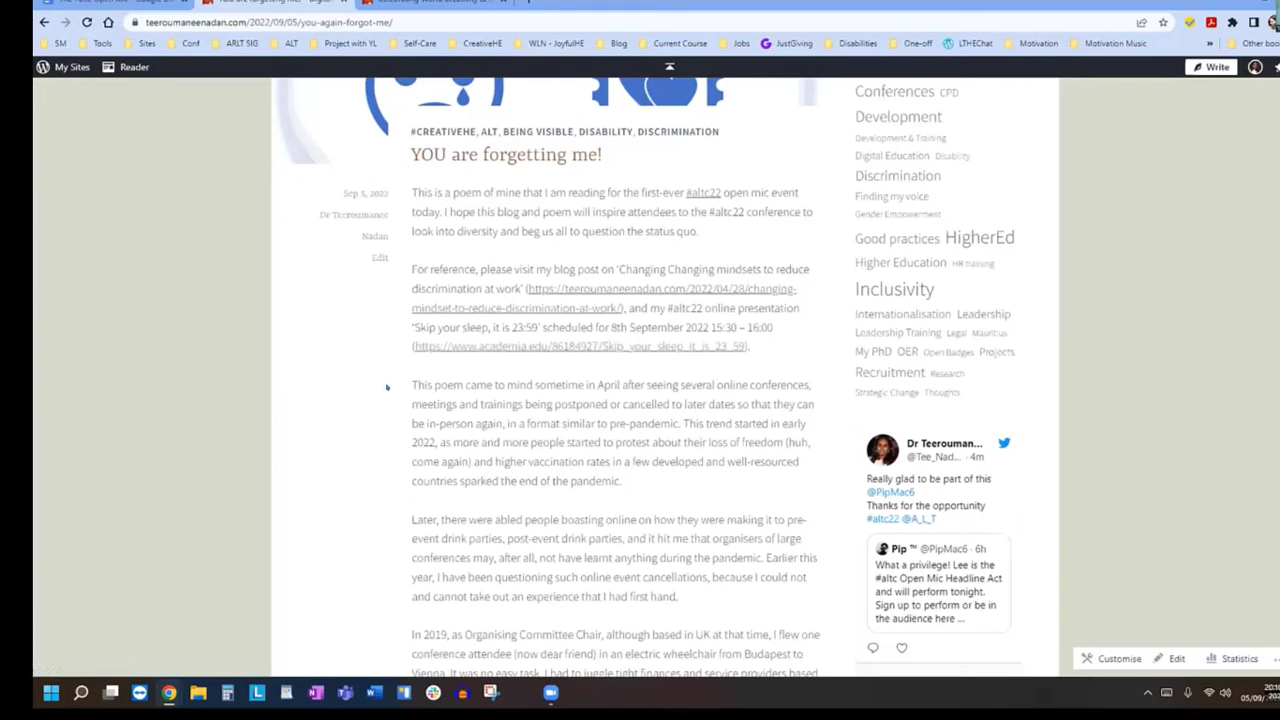 teeroumaneenadan.com/2022/09/05/you-again-forgot-me/
SM Tools Sites Conf ARLT SIG ALT Project with YL Self-Care CreativeHE WLN - JoyfulHE Blog Current Course Jobs JustGiving Disabilities One-off LTHEChat Motivation Motivation Music » Other boo
My Sites Reader Write
#CREATIVEHE, ALT, BEING VISIBLE, DISABILITY, DISCRIMINATION
YOU are forgetting me!
Sep 5, 2022
Dr Teeroumanee
Nadan
Edit
This is a poem of mine that I am reading for the first-ever #altc22 open mic event
today. I hope this blog and poem will inspire attendees to the #altc22 conference to
look into diversity and beg us all to question the status quo.
For reference, please visit my blog post on ‘Changing Changing mindsets to reduce
discrimination at work’ (https://teeroumaneenadan.com/2022/04/28/changing-
mindset-to-reduce-discrimination-at-work/), and my #altc22 online presentation
‘Skip your sleep, it is 23:59’ scheduled for 8th September 2022 15:30 – 16:00
(https://www.academia.edu/86184927/Skip_your_sleep_it_is_23_59).
This poem came to mind sometime in April after seeing several online conferences,
meetings and trainings being postponed or cancelled to later dates so that they can
be in-person again, in a format similar to pre-pandemic. This trend started in early
2022, as more and more people started to protest about their loss of freedom (huh,
come again) and higher vaccination rates in a few developed and well-resourced
countries sparked the end of the pandemic.
Later, there were abled people boasting online on how they were making it to pre-
event drink parties, post-event drink parties, and it hit me that organisers of large
conferences may, after all, not have learnt anything during the pandemic. Earlier this
year, I have been questioning such online event cancellations, because I could not
and cannot take out an experience that I had first hand.
In 2019, as Organising Committee Chair, although based in UK at that time, I flew one
conference attendee (now dear friend) in an electric wheelchair from Budapest to
Vienna. It was no easy task, I had to juggle tight finances and service providers based
Conferences CPD
Development
Development & Training
Digital Education Disability
Discrimination
Finding my voice
Gender Empowerment
Good practices HigherEd
Higher Education HR training
Inclusivity
Internationalisation Leadership
Leadership Training Legal Mauritius
My PhD OER Open Badges Projects
Recruitment Research
Strategic Change Thoughts
Dr Teerouman...
@Tee_Nad... · 4m
Really glad to be part of this
@PipMac6
Thanks for the opportunity
#altc22 @A_L_T
Pip ™ @PipMac6 · 6h
What a privilege! Lee is the
#altc Open Mic Headline Act
and will perform tonight.
Sign up to perform or be in
the audience here ...
Customise Edit Statistics